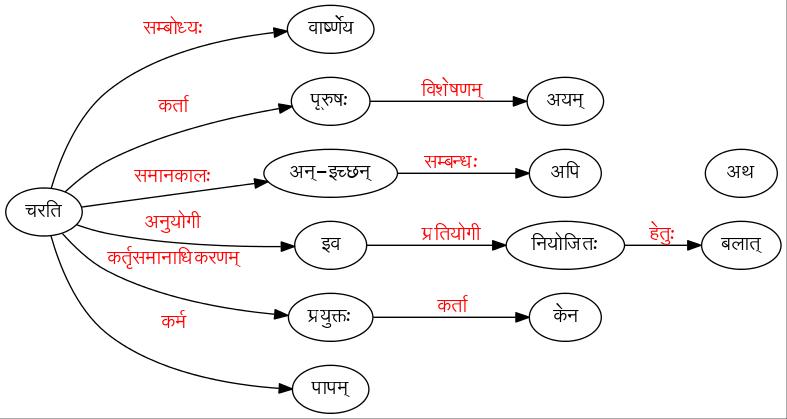 सम्बोध्यः
वार्ष्णेय
कर्ता
पूरुषः
विशेषणम्
अयम्
समानकालः
अन्-इच्छन्
सम्बन्धः
अपि
अथ
चरति
अनुयोगी
इव
प्रतियोगी
नियोजितः
हेतुः
बलात्
कर्तृसमानाधिकरणम्
प्रयुक्तः
कर्ता
केन
कर्म
पापम्